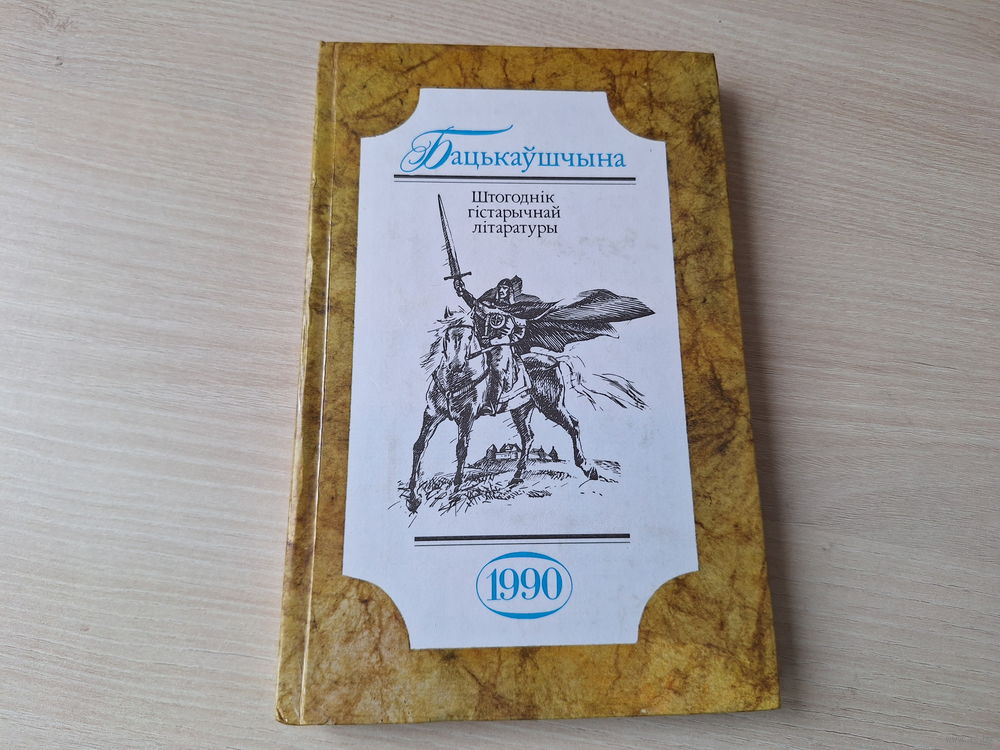 Бацькаўшчына
Штогоднік
гістарычнай
літаратуры
1990